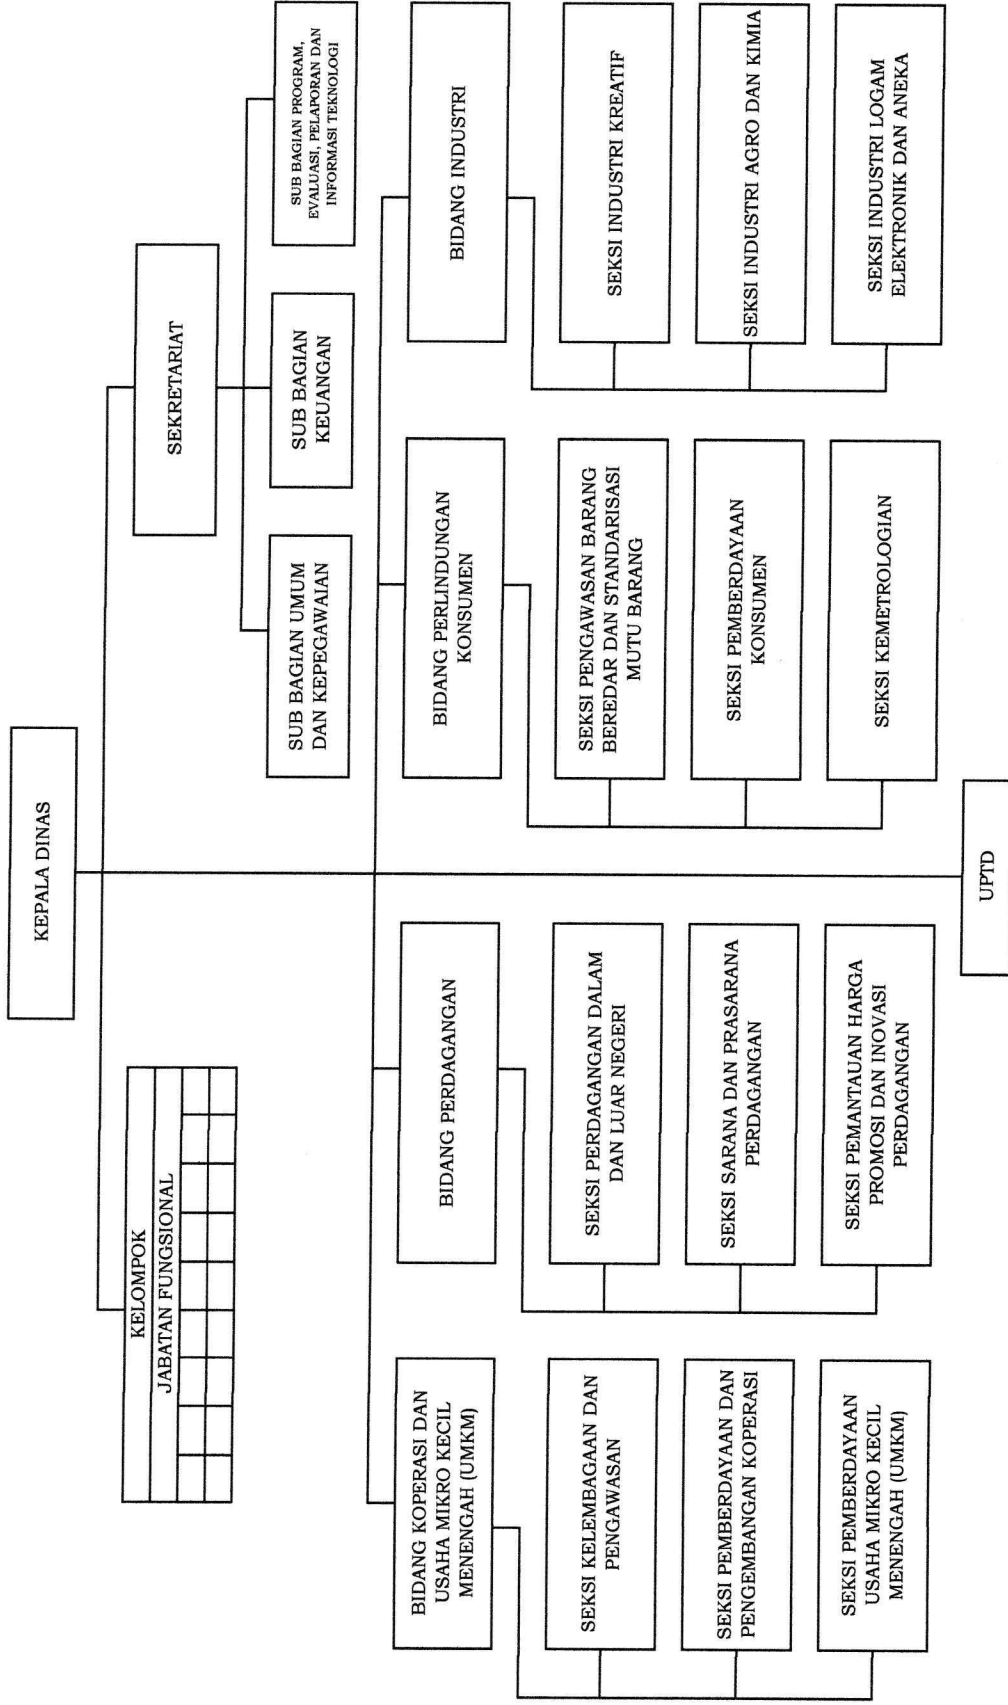 KEPALA DINAS
KELOMPOK
JABATAN FUNGSIONAL
SEKRETARIAT
SUB BAGIAN UMUM
DAN KEPEGAWAIAN
SUB BAGIAN
KEUANGAN
SUB BAGIAN PROGRAM,
EVALUASI, PELAPORAN DAN
INFORMASI TEKNOLOGI
BIDANG KOPERASI DAN
USAHA MIKRO KECIL
MENENGAH (UMKM)
SEKSI KELEMBAGAAN DAN
PENGAWASAN
SEKSI PEMBERDAYAAN DAN
PENGEMBANGAN KOPERASI
SEKSI PEMBERDAYAAN
USAHA MIKRO KECIL
MENENGAH (UMKM)
BIDANG PERDAGANGAN
SEKSI PERDAGANGAN DALAM
DAN LUAR NEGERI
SEKSI SARANA DAN PRASARANA
PERDAGANGAN
SEKSI PEMANTAUAN HARGA
PROMOSI DAN INOVASI
PERDAGANGAN
BIDANG PERLINDUNGAN
KONSUMEN
SEKSI PENGAWASAN BARANG
BEREDAR DAN STANDARISASI
MUTU BARANG
SEKSI PEMBERDAYAAN
KONSUMEN
SEKSI KEMETROLOGIAN
BIDANG INDUSTRI
SEKSI INDUSTRI KREATIF
SEKSI INDUSTRI AGRO DAN KIMIA
SEKSI INDUSTRI LOGAM
ELEKTRONIK DAN ANEKA
UPTD